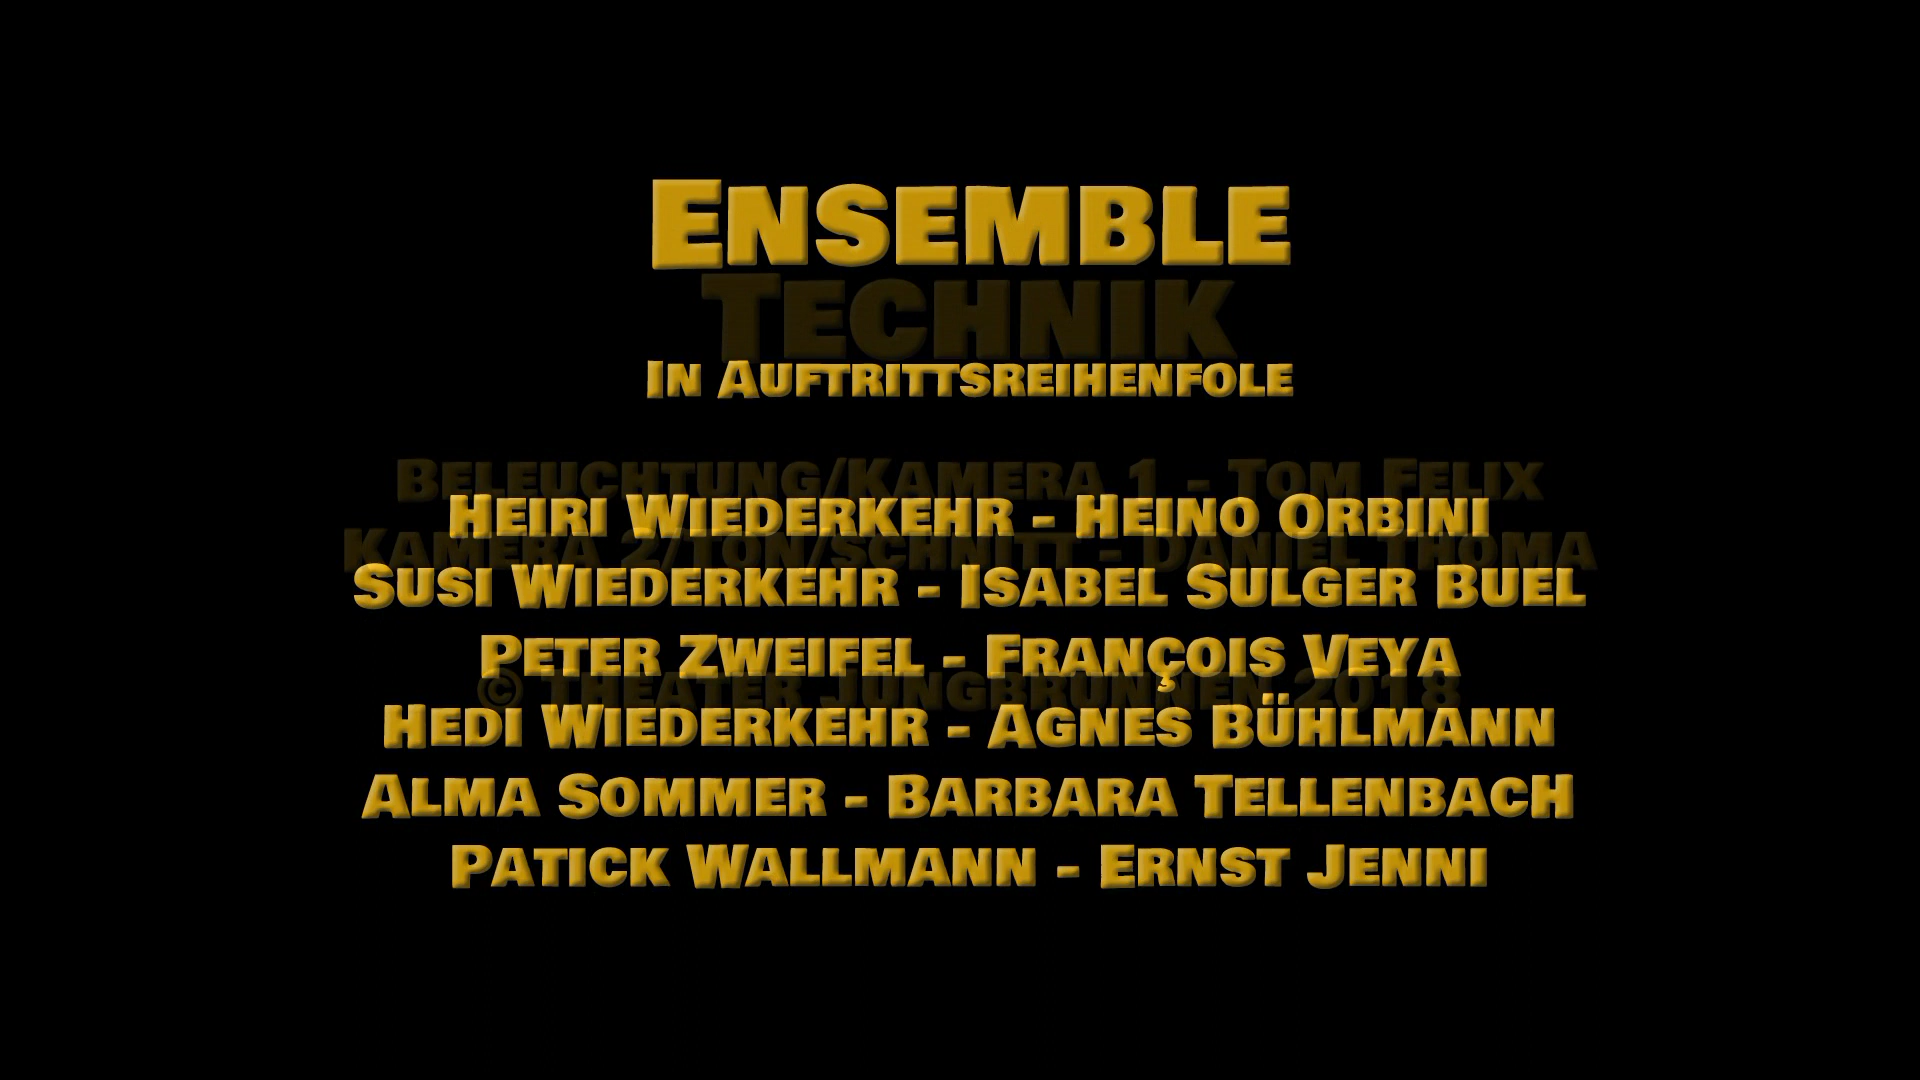 Ensemble
Technik
In Auftrittsreihenfole
Beleuchtung/Kamera 1 - Tom Felix
Heiri Wiederkehr - Heino Orbini
Kamera 2/Ton/Schnitt - Daniel Thoma
Susi Wiederkehr - Isabel Sulger Buel
Peter Zweifel - François Veya
© Theater Jungbrunnen 2018
Hedi Wiederkehr - Agnes Bühlmann
Alma Sommer - Barbara Tellenbach
Patick Wallmann - Ernst Jenni